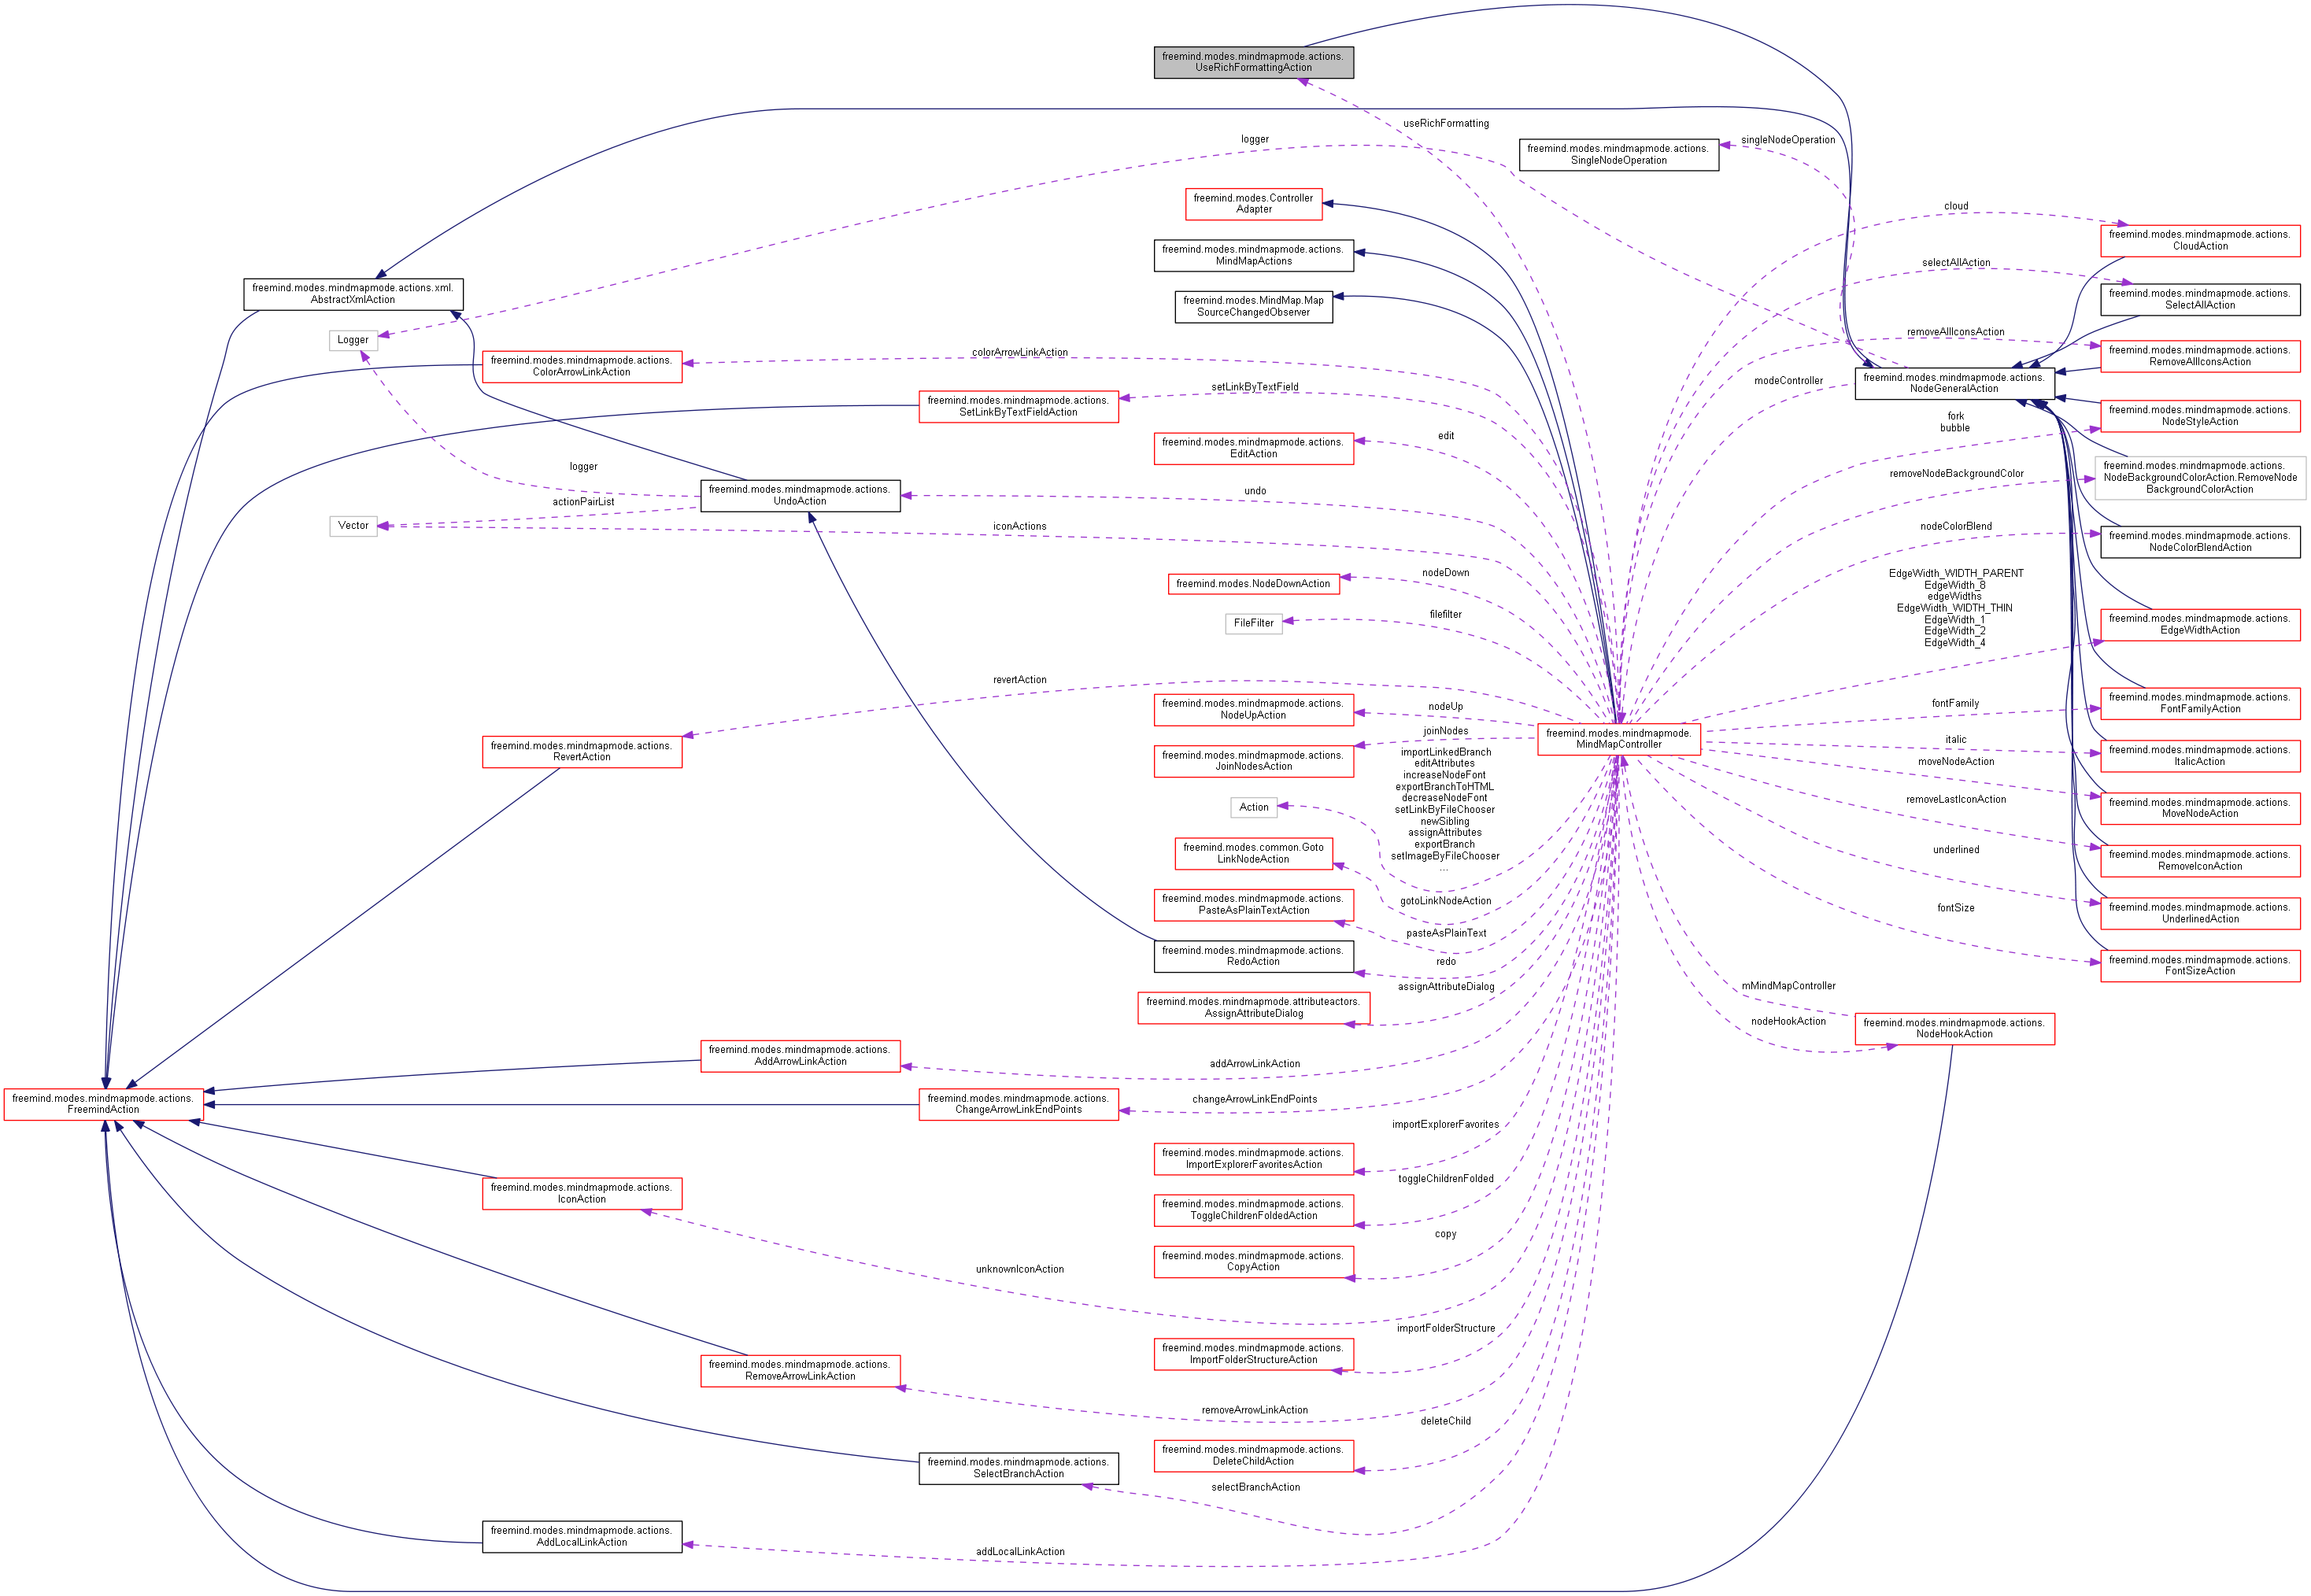 freemind.modes.mindmapmode.actions.
UseRichFormattingAction
useRichFormatting
logger
freemind.modes.mindmapmode.actions.
SingleNodeOperation
singleNodeOperation
freemind.modes.Controller
Adapter
cloud
freemind.modes.mindmapmode.actions.
CloudAction
freemind.modes.mindmapmode.actions.
MindMapActions
selectAllAction
freemind.modes.mindmapmode.actions.
SelectAllAction
freemind.modes.mindmapmode.actions.xml.
AbstractXmlAction
freemind.modes.MindMap.Map
SourceChangedObserver
removeAllIconsAction
freemind.modes.mindmapmode.actions.
RemoveAllIconsAction
Logger
freemind.modes.mindmapmode.actions.
ColorArrowLinkAction
colorArrowLinkAction
modeController
freemind.modes.mindmapmode.actions.
NodeGeneralAction
freemind.modes.mindmapmode.actions.
SetLinkByTextFieldAction
setLinkByTextField
fork
bubble
freemind.modes.mindmapmode.actions.
NodeStyleAction
freemind.modes.mindmapmode.actions.
EditAction
edit
removeNodeBackgroundColor
freemind.modes.mindmapmode.actions.
NodeBackgroundColorAction.RemoveNode
BackgroundColorAction
logger
actionPairList
freemind.modes.mindmapmode.actions.
UndoAction
undo
Vector
iconActions
nodeColorBlend
freemind.modes.mindmapmode.actions.
NodeColorBlendAction
freemind.modes.NodeDownAction
nodeDown
FileFilter
filefilter
EdgeWidth_WIDTH_PARENT
EdgeWidth_8
edgeWidths
EdgeWidth_WIDTH_THIN
EdgeWidth_1
EdgeWidth_2
EdgeWidth_4
freemind.modes.mindmapmode.actions.
EdgeWidthAction
revertAction
freemind.modes.mindmapmode.actions.
NodeUpAction
nodeUp
fontFamily
freemind.modes.mindmapmode.actions.
FontFamilyAction
freemind.modes.mindmapmode.actions.
RevertAction
freemind.modes.mindmapmode.actions.
JoinNodesAction
joinNodes
freemind.modes.mindmapmode.
MindMapController
italic
freemind.modes.mindmapmode.actions.
ItalicAction
importLinkedBranch
editAttributes
increaseNodeFont
exportBranchToHTML
decreaseNodeFont
setLinkByFileChooser
newSibling
assignAttributes
exportBranch
setImageByFileChooser
...
Action
moveNodeAction
freemind.modes.mindmapmode.actions.
MoveNodeAction
freemind.modes.common.Goto
LinkNodeAction
gotoLinkNodeAction
removeLastIconAction
freemind.modes.mindmapmode.actions.
RemoveIconAction
freemind.modes.mindmapmode.actions.
PasteAsPlainTextAction
pasteAsPlainText
underlined
freemind.modes.mindmapmode.actions.
UnderlinedAction
freemind.modes.mindmapmode.actions.
RedoAction
redo
fontSize
freemind.modes.mindmapmode.actions.
FontSizeAction
freemind.modes.mindmapmode.attributeactors.
AssignAttributeDialog
assignAttributeDialog
mMindMapController
nodeHookAction
freemind.modes.mindmapmode.actions.
NodeHookAction
freemind.modes.mindmapmode.actions.
AddArrowLinkAction
addArrowLinkAction
freemind.modes.mindmapmode.actions.
FreemindAction
freemind.modes.mindmapmode.actions.
ChangeArrowLinkEndPoints
changeArrowLinkEndPoints
freemind.modes.mindmapmode.actions.
ImportExplorerFavoritesAction
importExplorerFavorites
freemind.modes.mindmapmode.actions.
IconAction
freemind.modes.mindmapmode.actions.
ToggleChildrenFoldedAction
toggleChildrenFolded
unknownIconAction
freemind.modes.mindmapmode.actions.
CopyAction
copy
freemind.modes.mindmapmode.actions.
ImportFolderStructureAction
importFolderStructure
freemind.modes.mindmapmode.actions.
RemoveArrowLinkAction
removeArrowLinkAction
freemind.modes.mindmapmode.actions.
DeleteChildAction
deleteChild
freemind.modes.mindmapmode.actions.
SelectBranchAction
selectBranchAction
freemind.modes.mindmapmode.actions.
AddLocalLinkAction
addLocalLinkAction